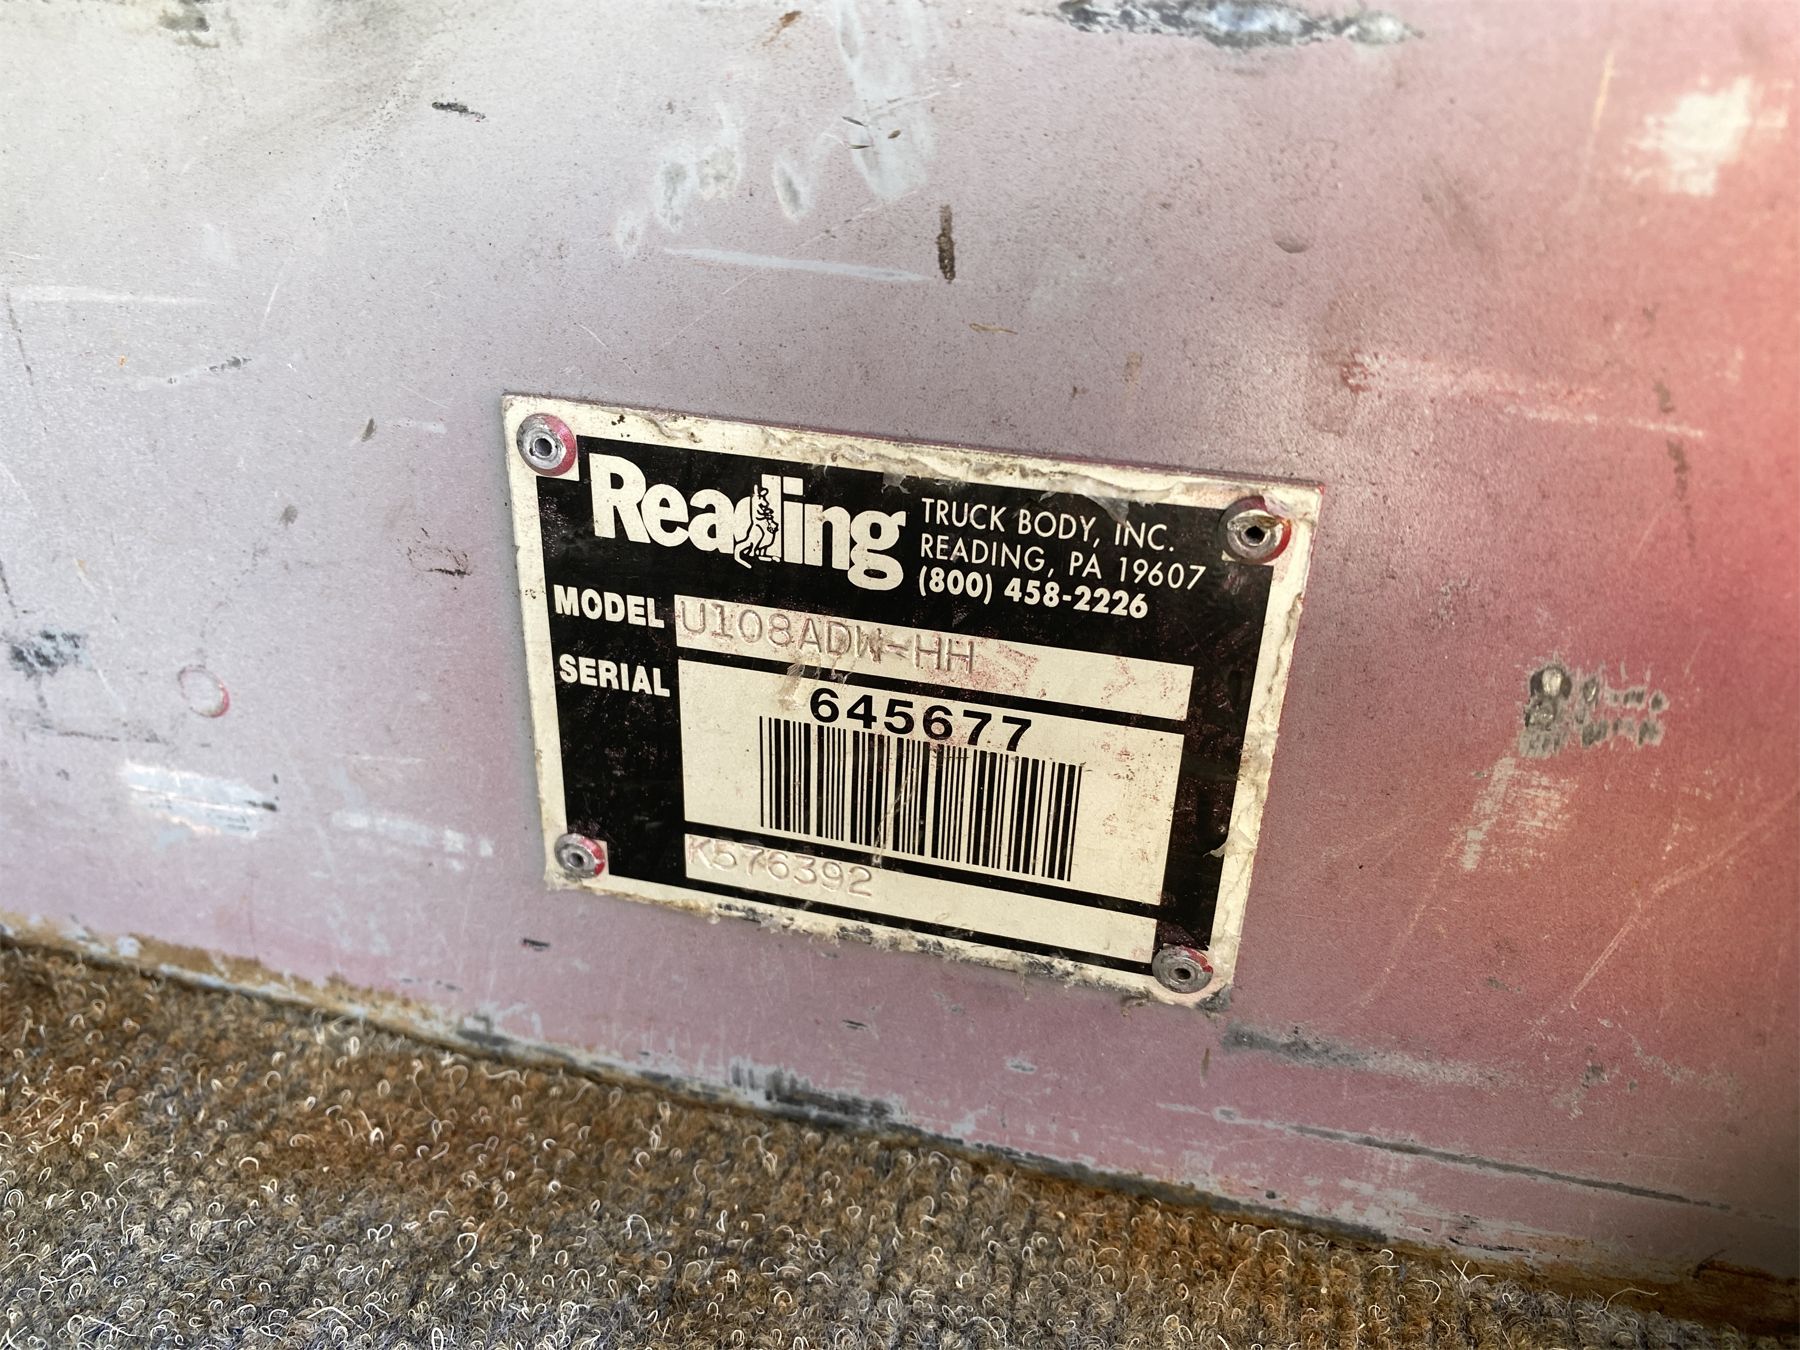 Reading
TRUCK BODY, INC.
READING, PA 19607
(800) 458-2226
MODEL U108ADW-HH
SERIAL
645677
K576392